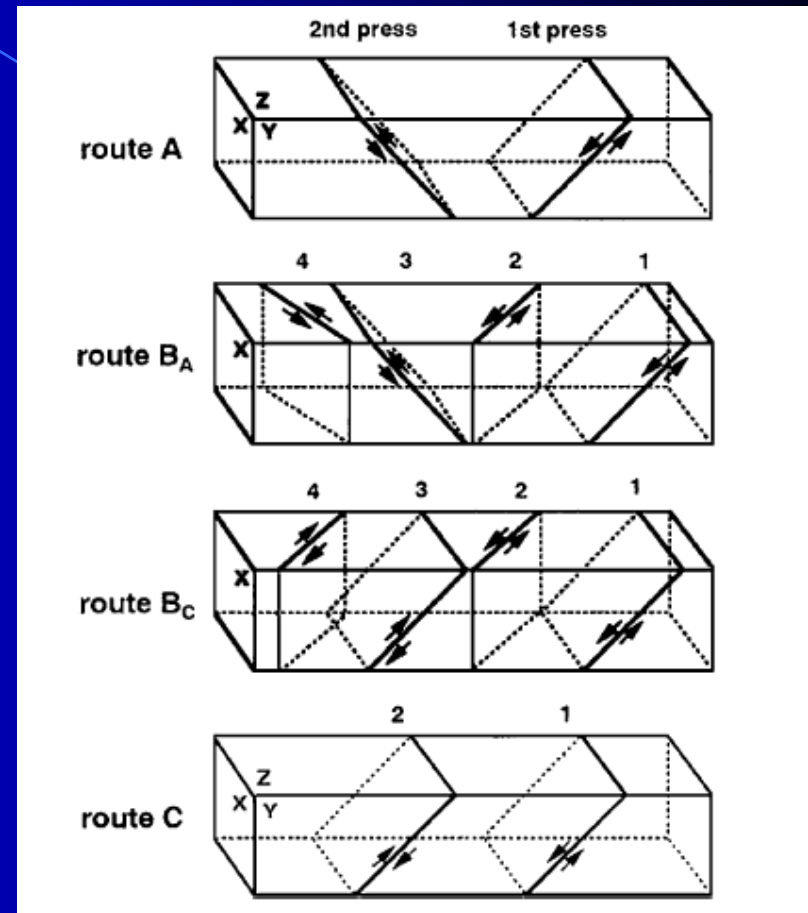 2nd press 1st press
Z
X Y
route A
4 3 2 1
X
route BA
4 3 2 1
X
route BC
2 1
Z
X Y
route C